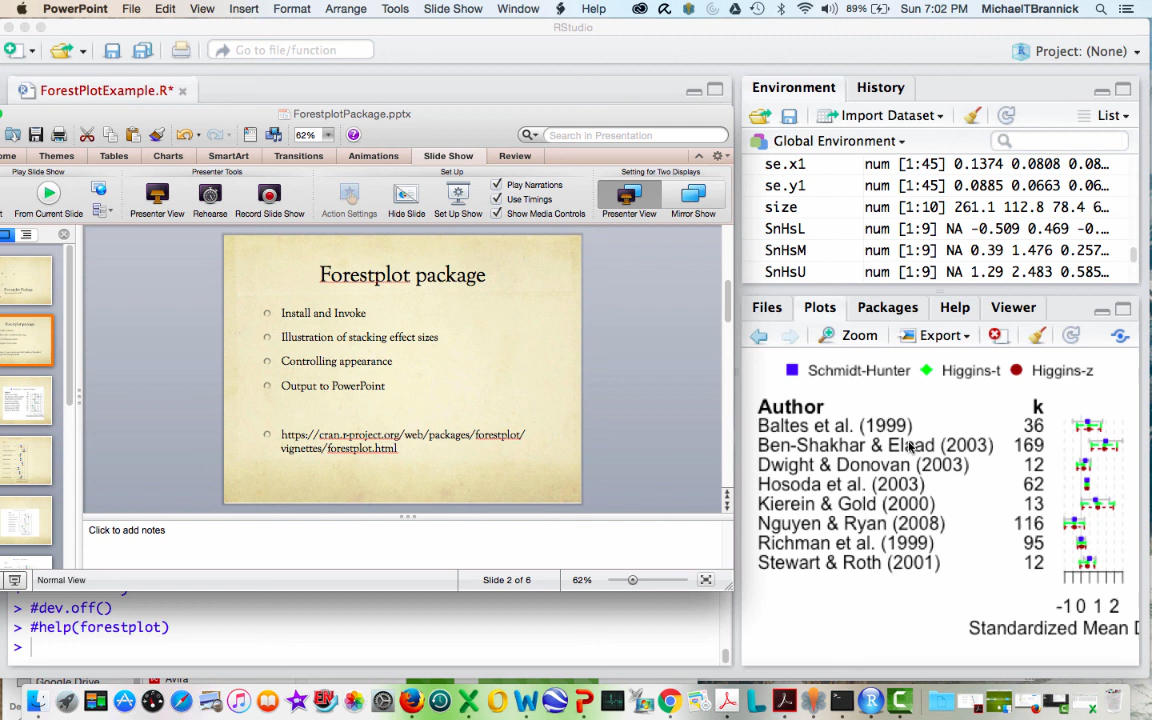 PowerPoint File Edit View Insert Format Arrange Tools Slide Show Window Help 89% Sun 7:02 PM MichaelTBrannick
RStudio
Go to file/function Project: (None)
ForestPlotExample.R*
ForestplotPackage.pptx
62% Search in Presentation
ome Themes Tables Charts SmartArt Transitions Animations Slide Show Review
Play Slide Show Presenter Tools Set Up Setting for Two Displays
Play Narrations
Use Timings
Show Media Controls
From Current Slide Presenter View Rehearse Record Slide Show Action Settings Hide Slide Set Up Show Presenter View Mirror Show
Forestplot package
Install and Invoke
Illustration of stacking effect sizes
Controlling appearance
Output to PowerPoint
https://cran.r-project.org/web/packages/forestplot/
vignettes/forestplot.html
Click to add notes
Normal View Slide 2 of 6 62%
> #dev.off()
> #help(forestplot)
>
Environment History
Import Dataset List
Global Environment
se.x1 num [1:45] 0.1374 0.0808 0.08...
se.y1 num [1:45] 0.0885 0.0663 0.06...
size num [1:10] 261.1 112.8 78.4 6...
SnHsL num [1:9] NA -0.509 0.469 -0...
SnHsM num [1:9] NA 0.39 1.476 0.257...
SnHsU num [1:9] NA 1.29 2.483 0.585...
Files Plots Packages Help Viewer
Zoom Export
Schmidt-Hunter Higgins-t Higgins-z
Author k
Baltes et al. (1999) 36
Ben-Shakhar & Elaad (2003) 169
Dwight & Donovan (2003) 12
Hosoda et al. (2003) 62
Kierein & Gold (2000) 13
Nguyen & Ryan (2008) 116
Richman et al. (1999) 95
Stewart & Roth (2001) 12
-1 0 1 2
Standardized Mean D
Google Drive Avira